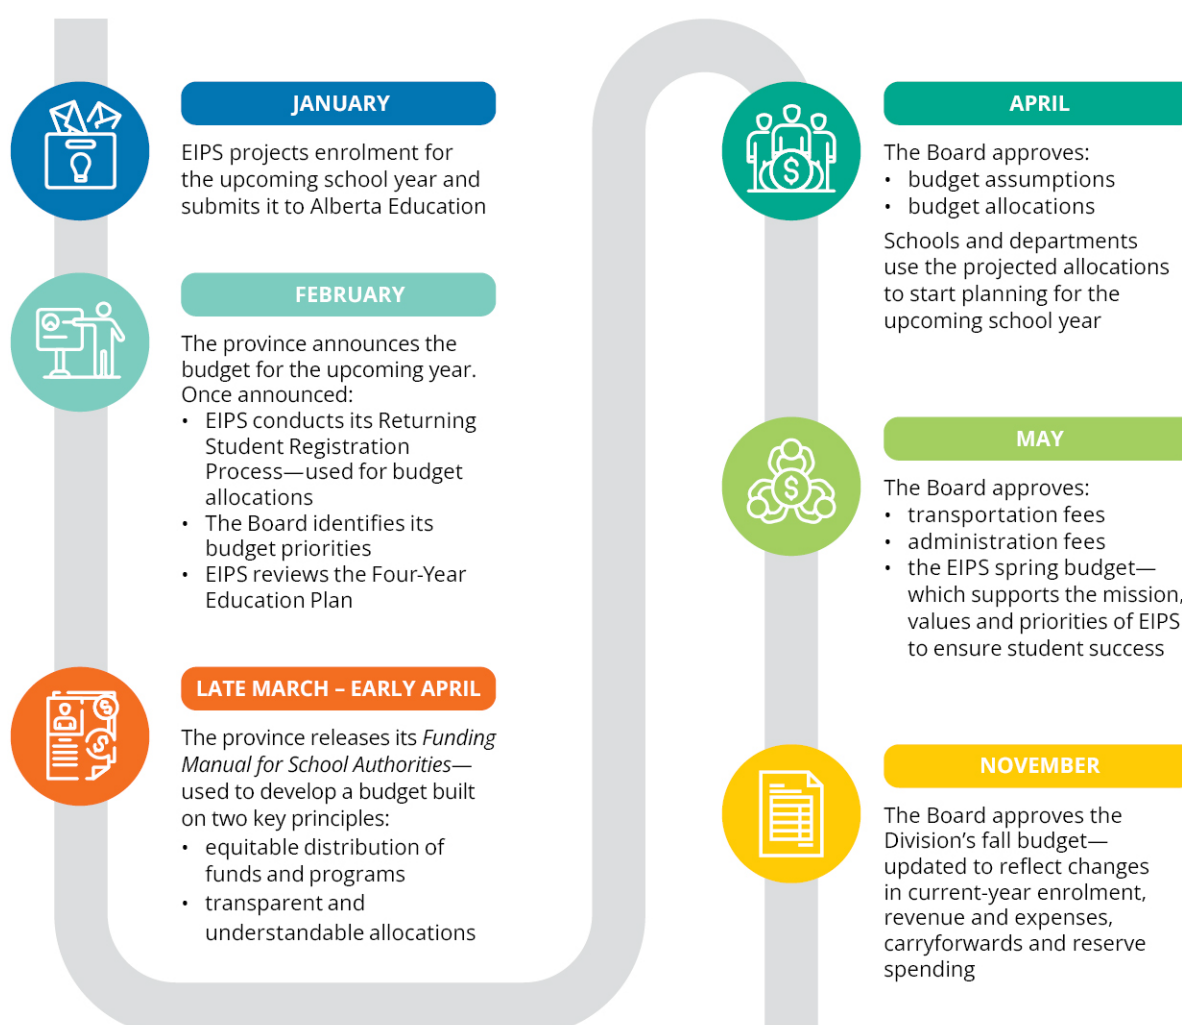 JANUARY
EIPS projects enrolment for
the upcoming school year and
submits it to Alberta Education
FEBRUARY
The province announces the
budget for the upcoming year.
Once announced:
• EIPS conducts its Returning
Student Registration
Process—used for budget
allocations
• The Board identifies its
budget priorities
• EIPS reviews the Four-Year
Education Plan
LATE MARCH – EARLY APRIL
The province releases its Funding
Manual for School Authorities—
used to develop a budget built
on two key principles:
• equitable distribution of
funds and programs
• transparent and
understandable allocations
APRIL
The Board approves:
• budget assumptions
• budget allocations
Schools and departments
use the projected allocations
to start planning for the
upcoming school year
MAY
The Board approves:
• transportation fees
• administration fees
• the EIPS spring budget—
which supports the mission,
values and priorities of EIPS
to ensure student success
NOVEMBER
The Board approves the
Division’s fall budget—
updated to reflect changes
in current-year enrolment,
revenue and expenses,
carryforwards and reserve
spending